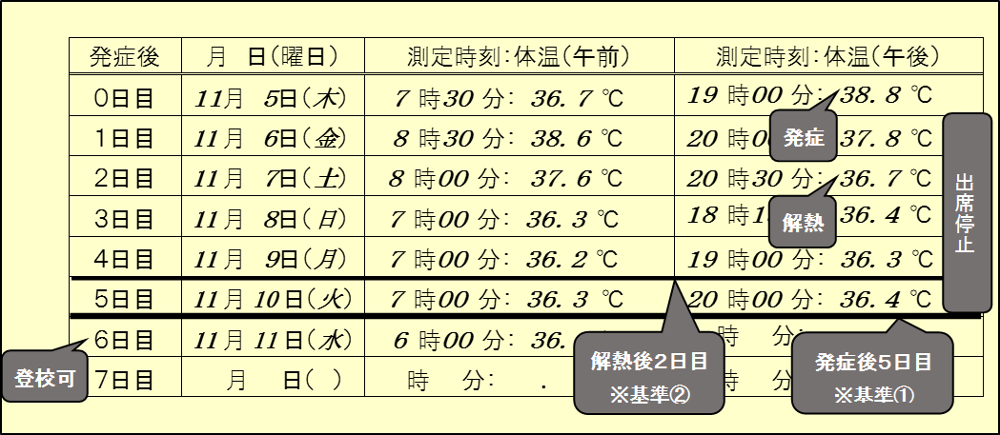 発症後 月 日(曜日) 測定時刻:体温(午前) 測定時刻:体温(午後)
0日目 11月 5日(木) 7 時30 分: 36.7 ℃ 19 時00 分: 38.8 ℃
1日目 11月 6日(金) 8 時30 分: 38.6 ℃ 20 時0 37.8 ℃
2日目 11月 7日(土) 8 時00 分: 37.6 ℃ 20 時30 分: 36.7 ℃
3日目 11月 8日(日) 7 時00 分: 36.3 ℃ 18 時1 36.4 ℃
4日目 11月 9日(月) 7 時00 分: 36.2 ℃ 19 時00 分: 36.3 ℃
5日目 11月 10日(火) 7 時00 分: 36.3 ℃ 20 時00 分: 36.4 ℃
6日目 11月 11日(水) 6 時00 分: 36. 時 分:
7日目 月 日( ) 時 分: . 時 分
発症
解熱
出席停止
登校可
解熱後2日目
※基準②
発症後5日目
※基準①